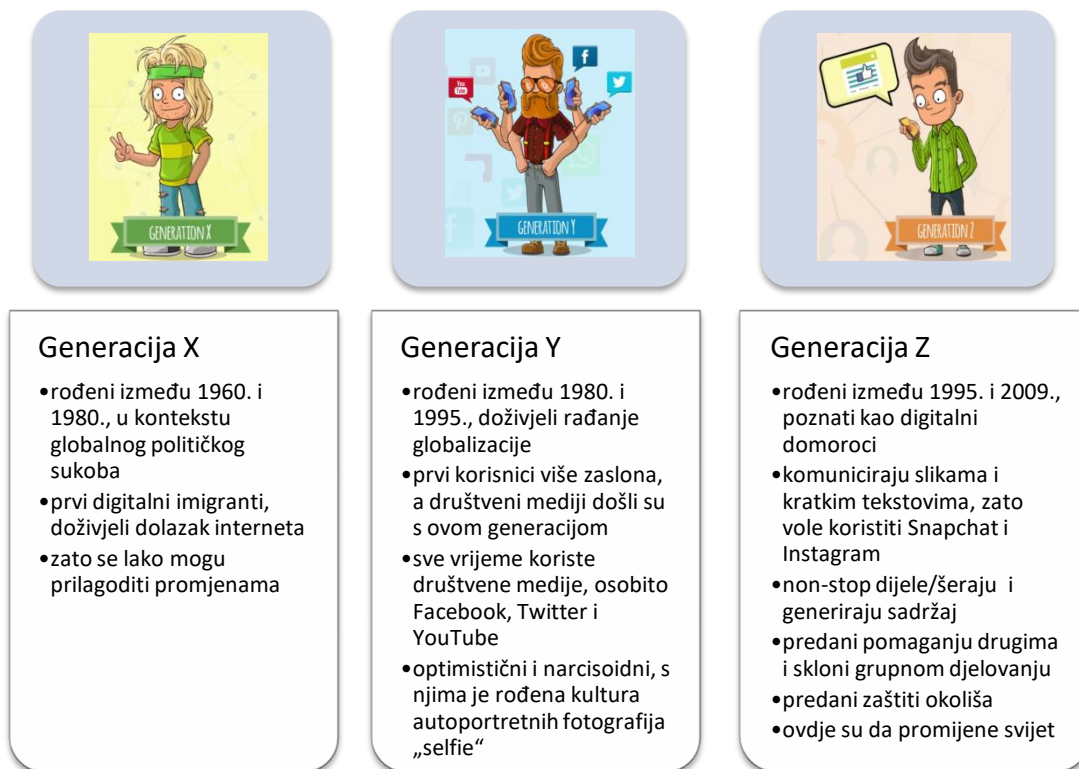 GENERATION X
You
Tube
GENERATION Y
GENERATION Z
Generacija X
•rođeni između 1960. i
1980., u kontekstu
globalnog političkog
sukoba
•prvi digitalni imigranti,
doživjeli dolazak interneta
•zato se lako mogu
prilagoditi promjenama
Generacija Y
•rođeni između 1980. i
1995., doživjeli rađanje
globalizacije
•prvi korisnici više zaslona,
a društveni mediji došli su
s ovom generacijom
•sve vrijeme koriste
društvene medije, osobito
Facebook, Twitter i
YouTube
•optimistični i narcisoidni, s
njima je rođena kultura
autoportretnih fotografija
„selfie“
Generacija Z
•rođeni između 1995. i 2009.,
poznati kao digitalni
domoroci
•komuniciraju slikama i
kratkim tekstovima, zato
vole koristiti Snapchat i
Instagram
•non-stop dijele/šeraju  i
generiraju sadržaj
•predani pomaganju drugima
i skloni grupnom djelovanju
•predani zaštiti okoliša
•ovdje su da promijene svijet